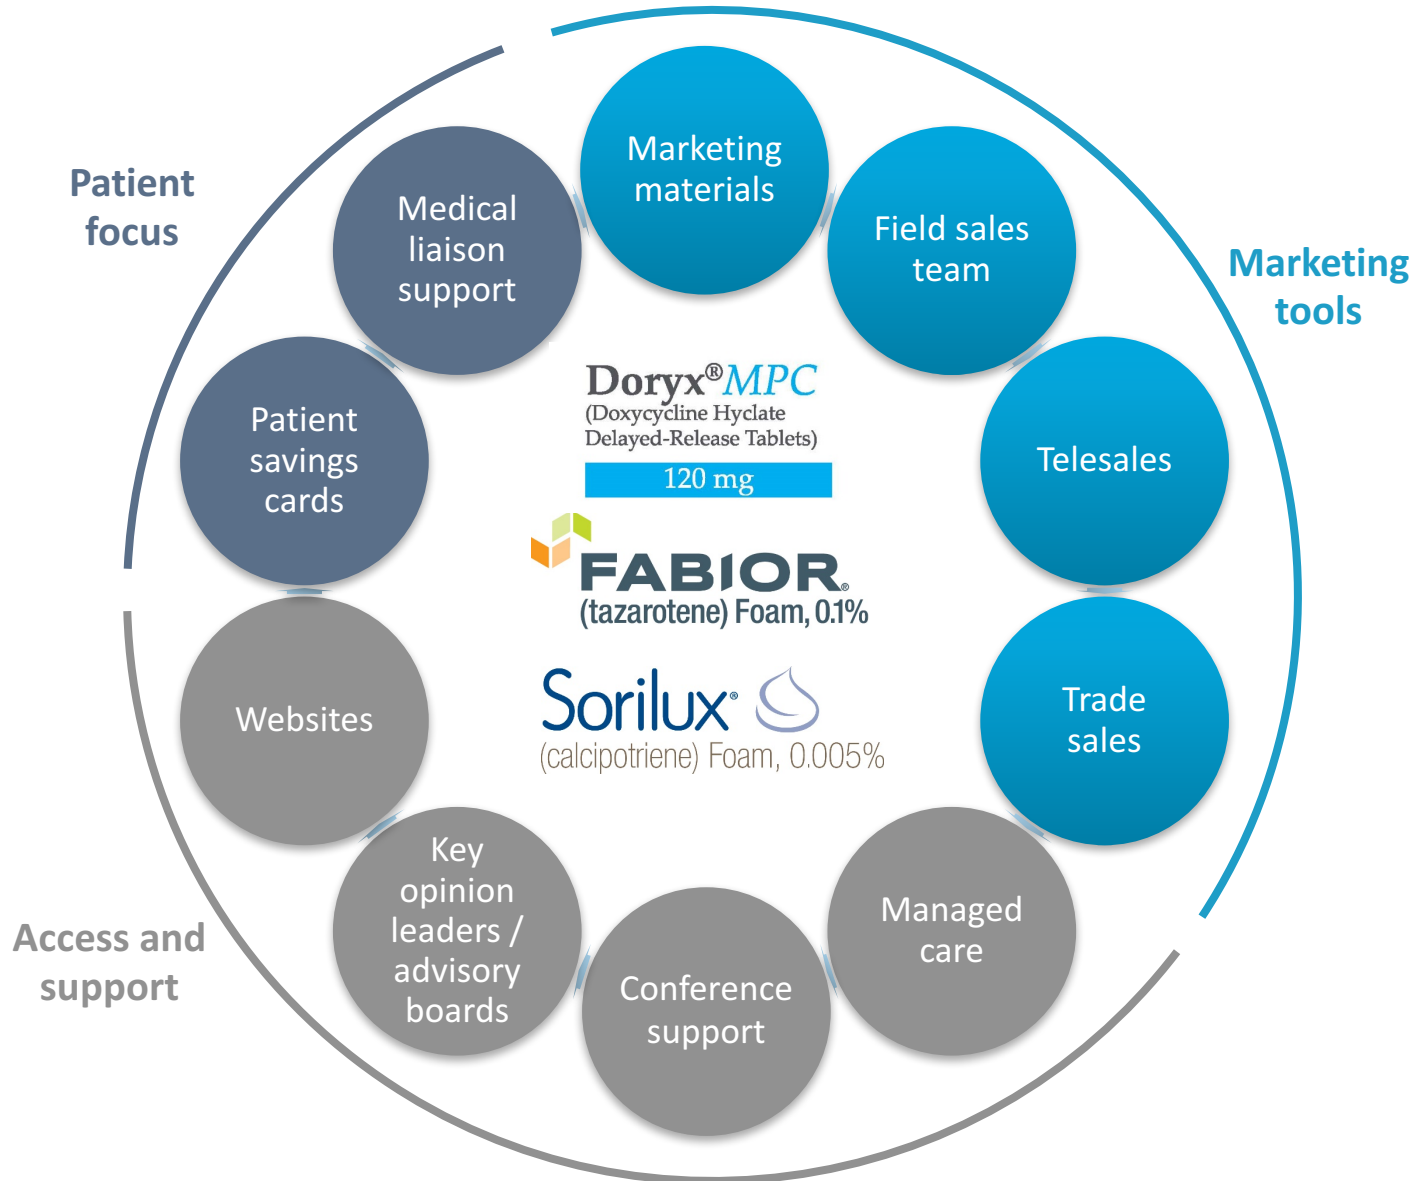 Patient
focus
Marketing
tools
Access and
support
Marketing
materials
Field sales
team
Telesales
Trade
sales
Managed
care
Conference
support
Key
opinion
leaders /
advisory
boards
Websites
Patient
savings
cards
Medical
liaison
support
Doryx®MPC
(Doxycycline Hyclate
Delayed-Release Tablets)
120 mg
FABIOR®
(tazarotene) Foam, 0.1%
Sorilux®
(calcipotriene) Foam, 0.005%